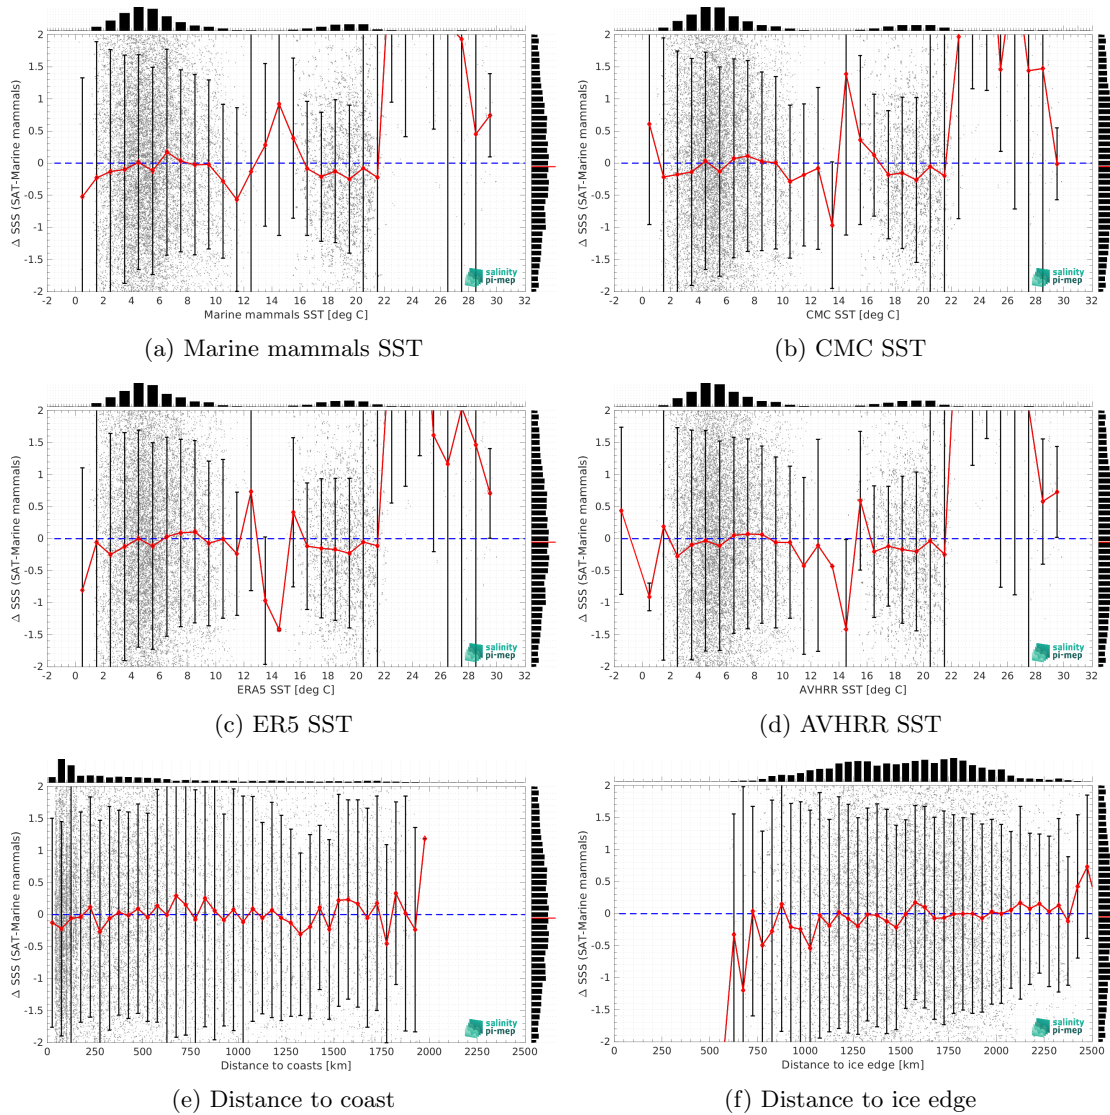 2
1.5
1
0.5
0
-0.5
-1
-1.5
-2
Δ SSS (SAT-Marine mammals)
-2 0 2 4 6 8 10 12 14 16 18 20 22 24 26 28 30 32
Marine mammals SST [deg C]
salinity
pi-mep
(a) Marine mammals SST
2
1.5
1
0.5
0
-0.5
-1
-1.5
-2
Δ SSS (SAT-Marine mammals)
-2 0 2 4 6 8 10 12 14 16 18 20 22 24 26 28 30 32
CMC SST [deg C]
salinity
pi-mep
(b) CMC SST
2
1.5
1
0.5
0
-0.5
-1
-1.5
-2
Δ SSS (SAT-Marine mammals)
-2 0 2 4 6 8 10 12 14 16 18 20 22 24 26 28 30 32
ERA5 SST [deg C]
salinity
pi-mep
(c) ER5 SST
2
1.5
1
0.5
0
-0.5
-1
-1.5
-2
Δ SSS (SAT-Marine mammals)
-2 0 2 4 6 8 10 12 14 16 18 20 22 24 26 28 30 32
AVHRR SST [deg C]
salinity
pi-mep
(d) AVHRR SST
2
1.5
1
0.5
0
-0.5
-1
-1.5
-2
Δ SSS (SAT-Marine mammals)
0 250 500 750 1000 1250 1500 1750 2000 2250 2500
Distance to coasts [km]
salinity
pi-mep
(e) Distance to coast
2
1.5
1
0.5
0
-0.5
-1
-1.5
-2
Δ SSS (SAT-Marine mammals)
0 250 500 750 1000 1250 1500 1750 2000 2250 2500
Distance to ice edge [km]
salinity
pi-mep
(f) Distance to ice edge